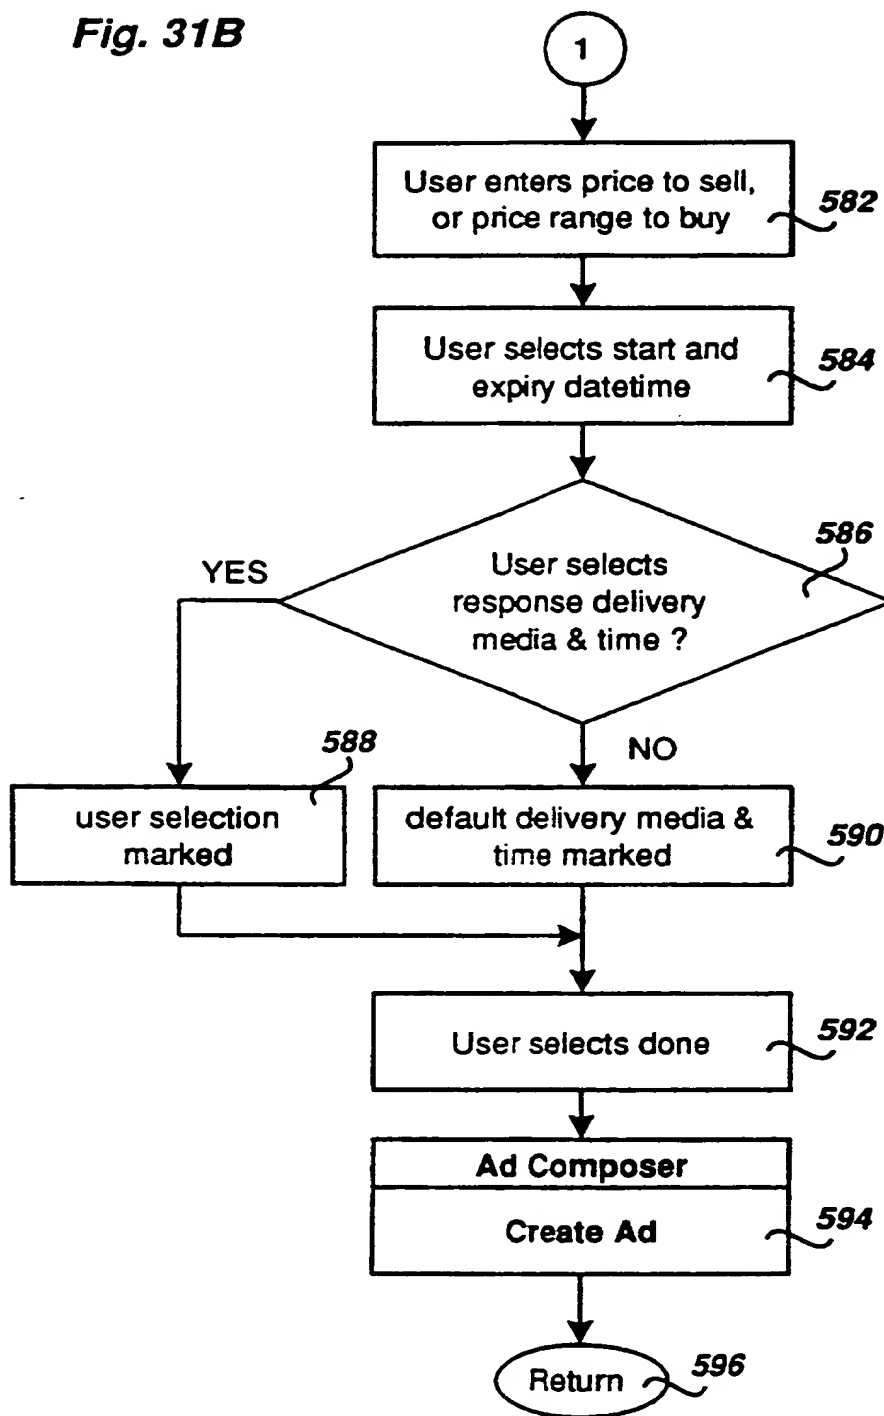 Fig. 31B
1
User enters price to sell,
or price range to buy
582
User selects start and
expiry datetime
584
586
User selects
response delivery
media & time ?
YES
NO
588
user selection
marked
default delivery media &
time marked
590
User selects done
592
Ad Composer
Create Ad
594
Return
596